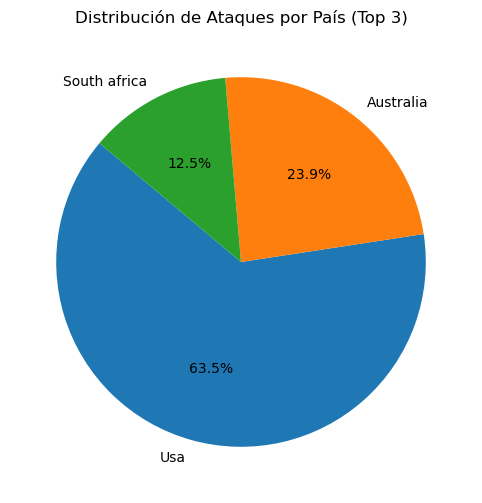 Distribución de Ataques por País (Top 3)
South africa
Australia
12.5%
23.9%
63.5%
Usa